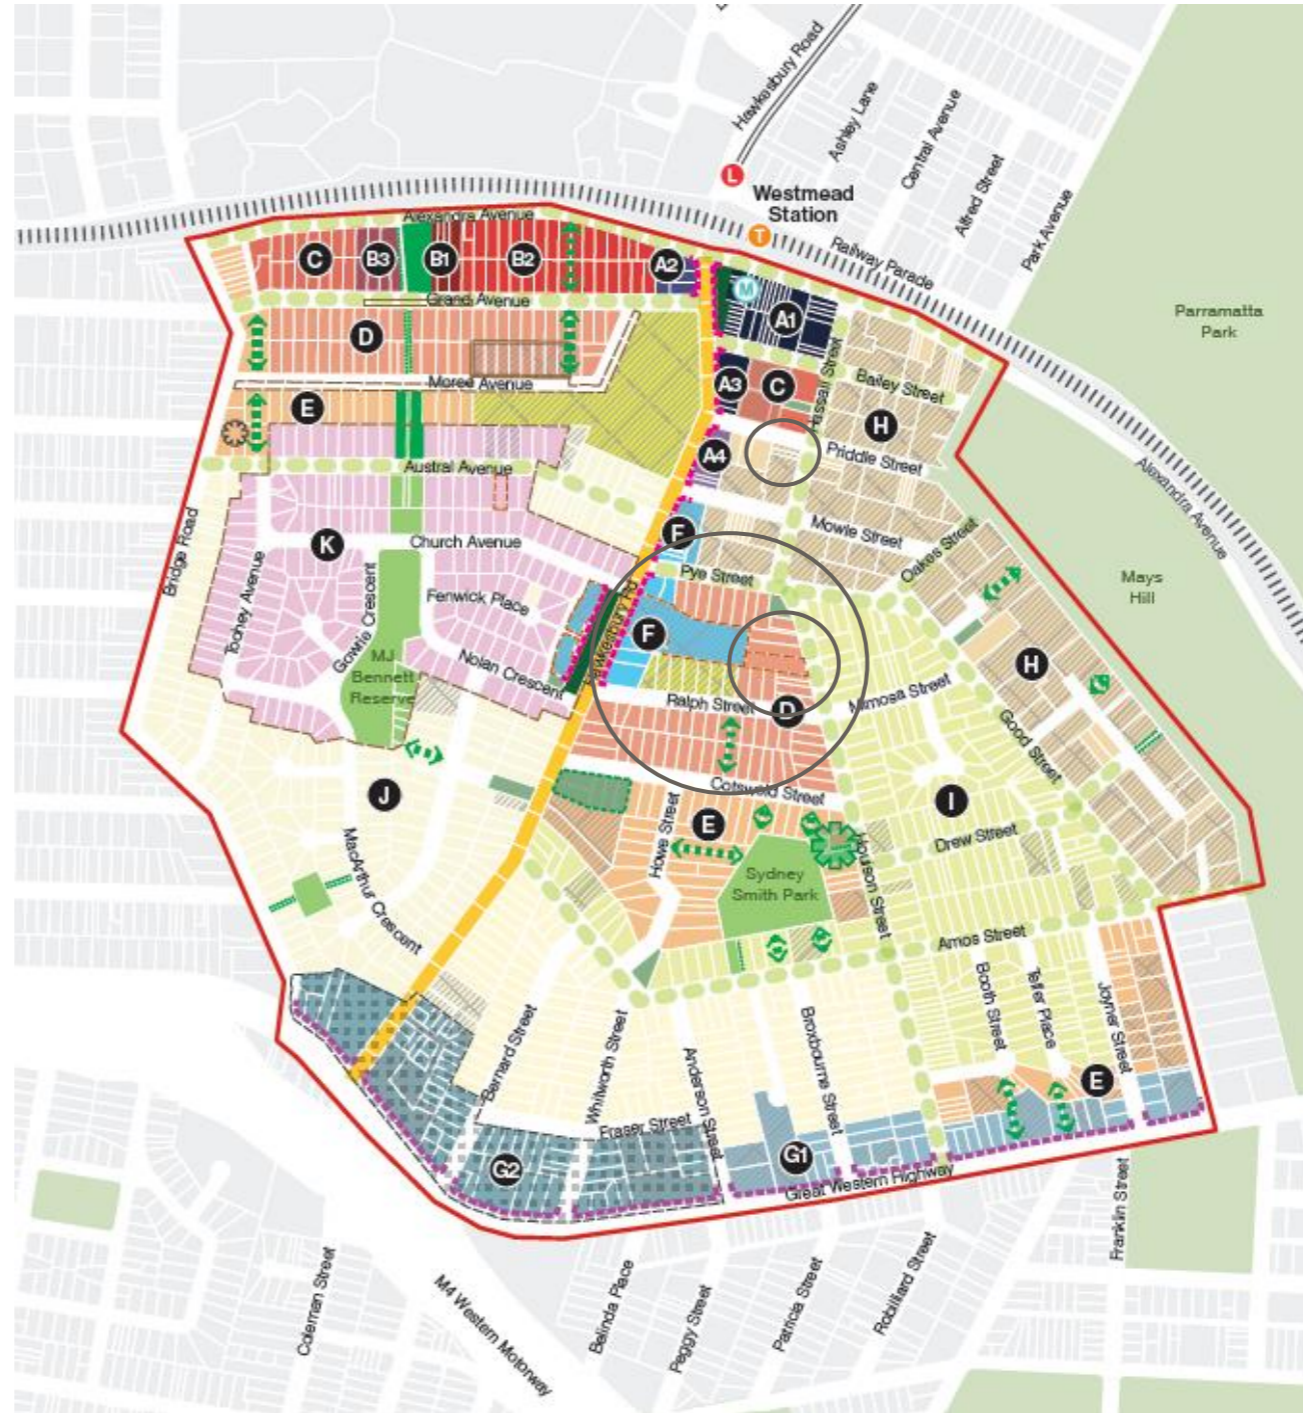 Hawkesbury Road
Ashley Lane
Central Avenue
Alfred Street
Park Avenue
L
Westmead
Station
T
Railway Parade
Parramatta
Park
Alexandra Avenue
C
B3
B1
B2
A2
M
A1
Grand Avenue
D
Moree Avenue
A3
C
Hassall Street
Bailey Street
H
E
A4
Priddle Street
Alexandra Avenue
Austral Avenue
Bridge Road
K
Church Avenue
F
Mowle Street
Oakes Street
Pye Street
Mays
Hill
Toohey Avenue
Gowrie Crescent
Fenwick Place
Hawkesbury Rd
F
MJ
Bennett
Reserve
Nolan Crescent
Ralph Street
D
Mimosa Street
H
Good Street
J
Cotswold Street
I
Howe Street
E
Drew Street
MacArthur Crescent
Sydney
Smith Park
Houison Street
Amos Street
Bernard Street
Whitworth Street
Anderson Street
Broxbourne Street
Booth Street
Telfer Place
Joyner Street
E
Fraser Street
G2
G1
Great Western Highway
Coleman Street
M4 Western Motorway
Belinda Place
Peggy Street
Patricia Street
Robilliard Street
Franklin Street